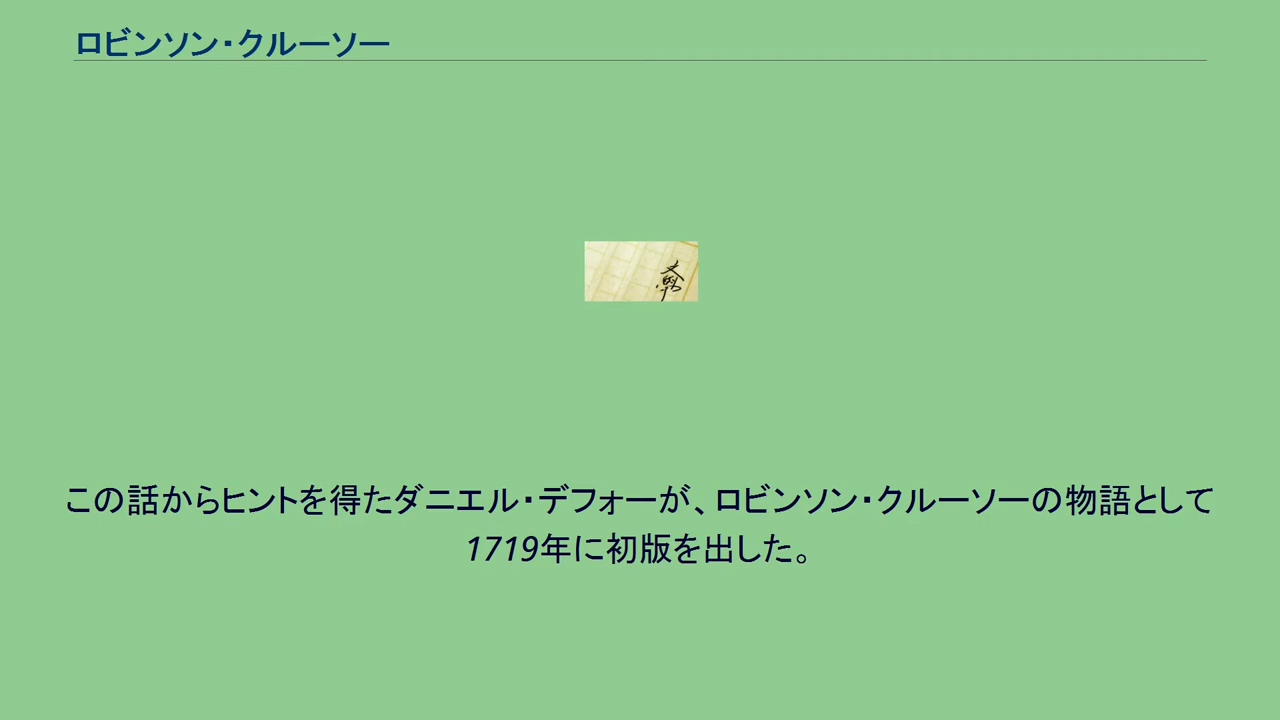 ロビンソン・クルーソー
この話からヒントを得たダニエル・デフォーが、ロビンソン・クルーソーの物語として
1719年に初版を出した。